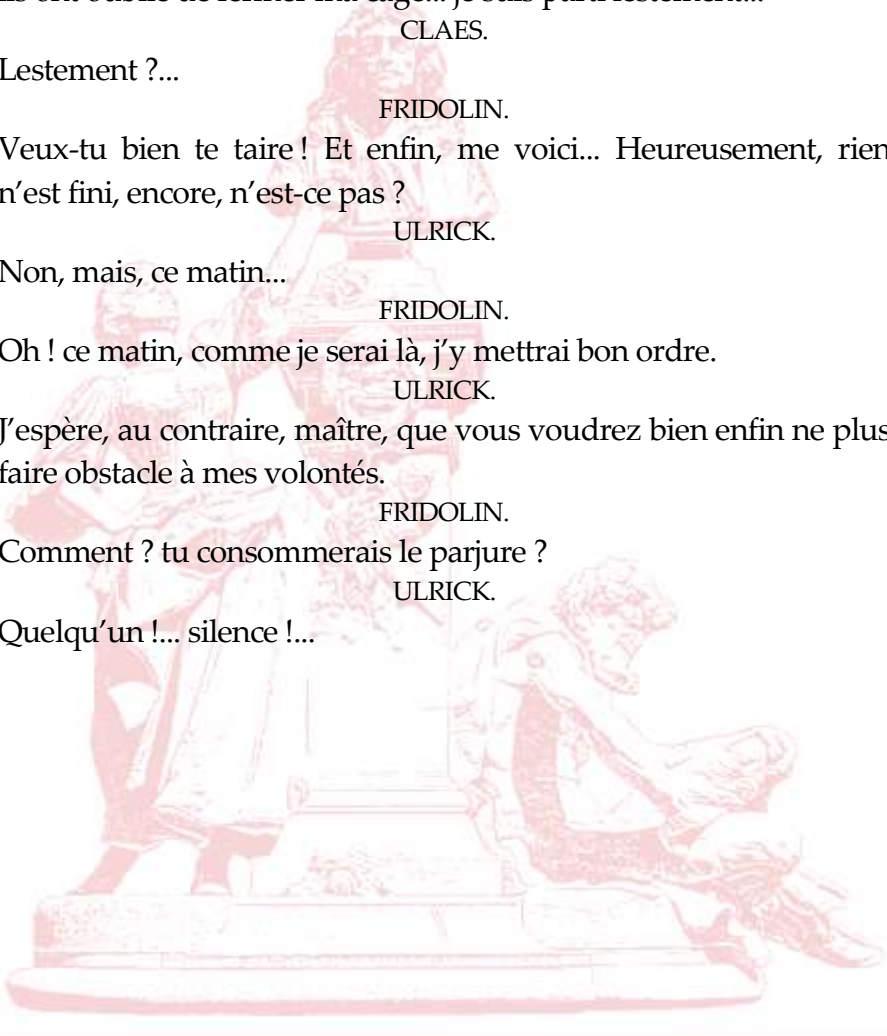 CLAES.
Lestement ?...
FRIDOLIN.
Veux-tu bien te taire ! Et enfin, me voici... Heureusement, rien
n’est fini, encore, n’est-ce pas ?
ULRICK.
Non, mais, ce matin...
FRIDOLIN.
Oh ! ce matin, comme je serai là, j’y mettrai bon ordre.
ULRICK.
J’espère, au contraire, maître, que vous voudrez bien enfin ne plus
faire obstacle à mes volontés.
FRIDOLIN.
Comment ? tu consommerais le parjure ?
ULRICK.
Quelqu’un !... silence !...